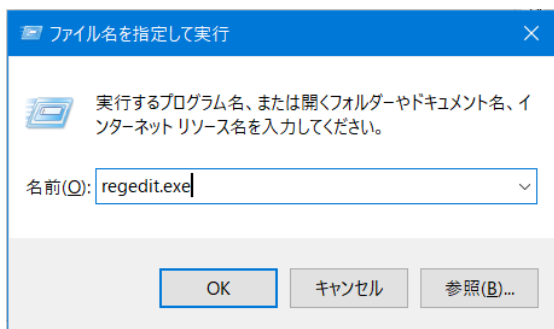 ファイル名を指定して実行
実行するプログラム名、または開くフォルダーやドキュメント名、イ
ンターネット リソース名を入力してください。
名前(O): regedit.exe
OK キャンセル 参照(B)...